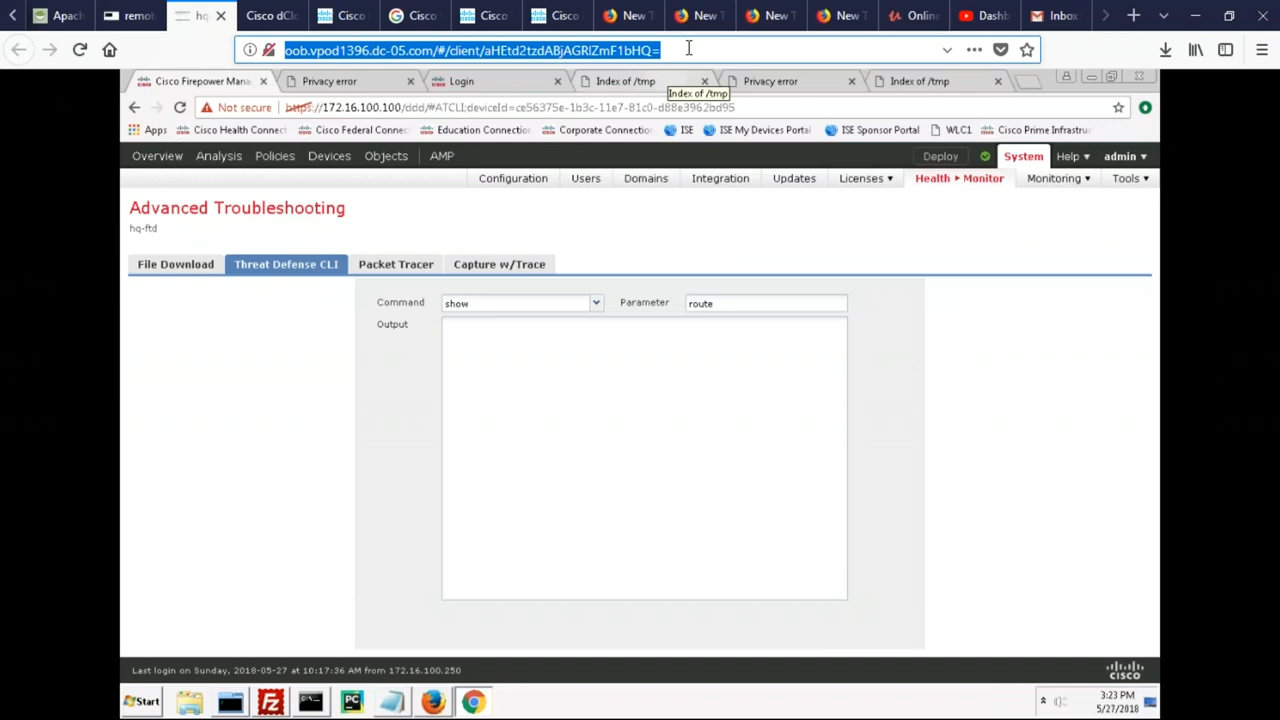 Apach
remote
hq
Cisco dClo
Cisco
Cisco
Cisco
Cisco
New T
New T
New T
New T
Online
Dashb
Inbox
oob.vpod1396.dc-05.com/#/client/aHEtd2tzdABjAGRlZmF1bHQ=
Cisco Firepower Mana
Privacy error
Login
Index of /tmp
Privacy error
Index of /tmp
Index of /tmp
Not secure
https://172.16.100.100/ddd/#ATCLI;deviceId=ce56375e-1b3c-11e7-81c0-d88e3962bd95
Apps
Cisco Health Connect
Cisco Federal Connec
Education Connection
Corporate Connection
ISE
ISE My Devices Portal
ISE Sponsor Portal
WLC1
Cisco Prime Infrastruc
Overview
Analysis
Policies
Devices
Objects
AMP
Deploy
System
Help
admin
Configuration
Users
Domains
Integration
Updates
Licenses
Health ▸ Monitor
Monitoring
Tools
Advanced Troubleshooting
hq-ftd
File Download
Threat Defense CLI
Packet Tracer
Capture w/Trace
Command
show
Parameter
route
Output
Last login on Sunday, 2018-05-27 at 10:17:36 AM from 172.16.100.250
CISCO
Start
3:23 PM
5/27/2018